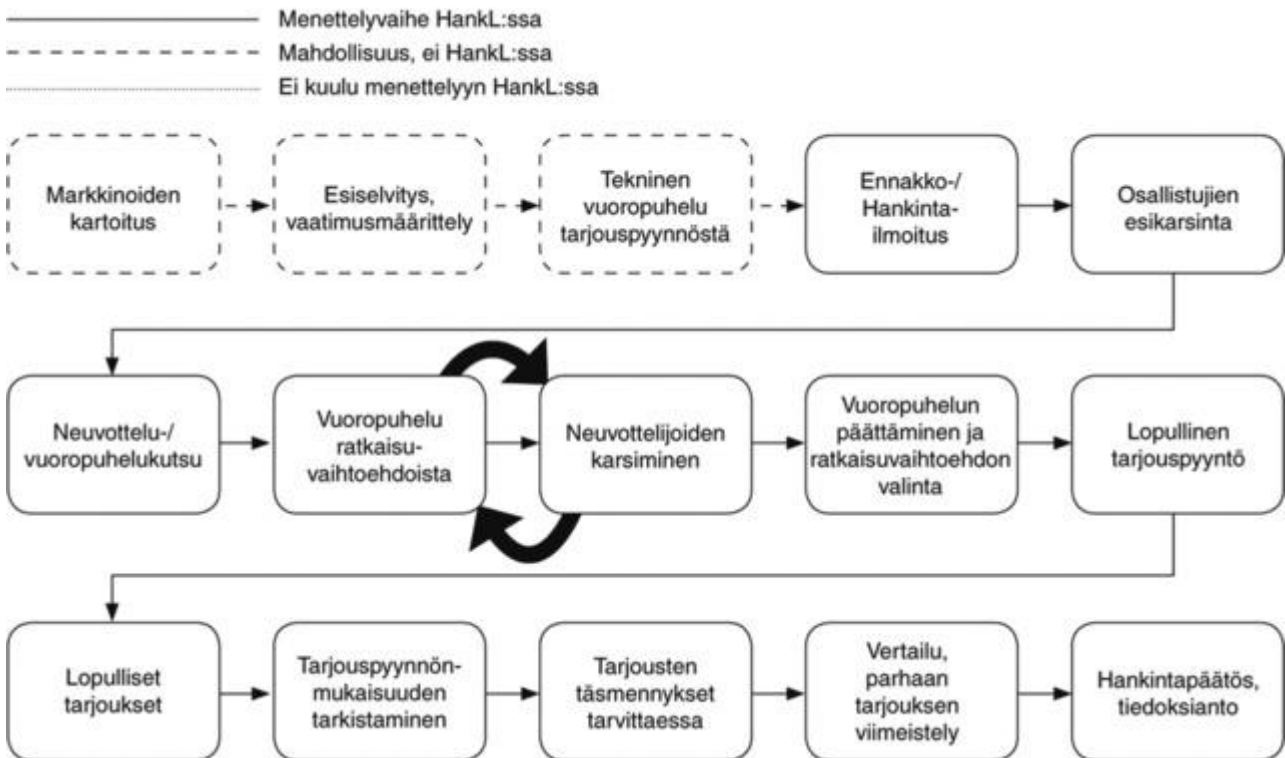 Menettelyvaihe HankL:ssa
Mahdollisuus, ei HankL:ssa
Ei kuulu menettelyyn HankL:ssa
Markkinoiden
kartoitus
Esiselvitys,
vaatimusmäärittely
Tekninen
vuoropuhelu
tarjouspyynnöstä
Ennakko-/
Hankinta-
ilmoitus
Osallistujien
esikarsinta
Neuvottelu-/
vuoropuhelukutsu
Vuoropuhelu
ratkaisu-
vaihtoehdoista
Neuvottelijoiden
karsiminen
Vuoropuhelun
päättäminen ja
ratkaisuvaihtoehdon
valinta
Lopullinen
tarjouspyyntö
Lopulliset
tarjoukset
Tarjouspyynnön-
mukaisuuden
tarkistaminen
Tarjousten
täsmennykset
tarvittaessa
Vertailu,
parhaan
tarjouksen
viimeistely
Hankintapäätös,
tiedoksianto